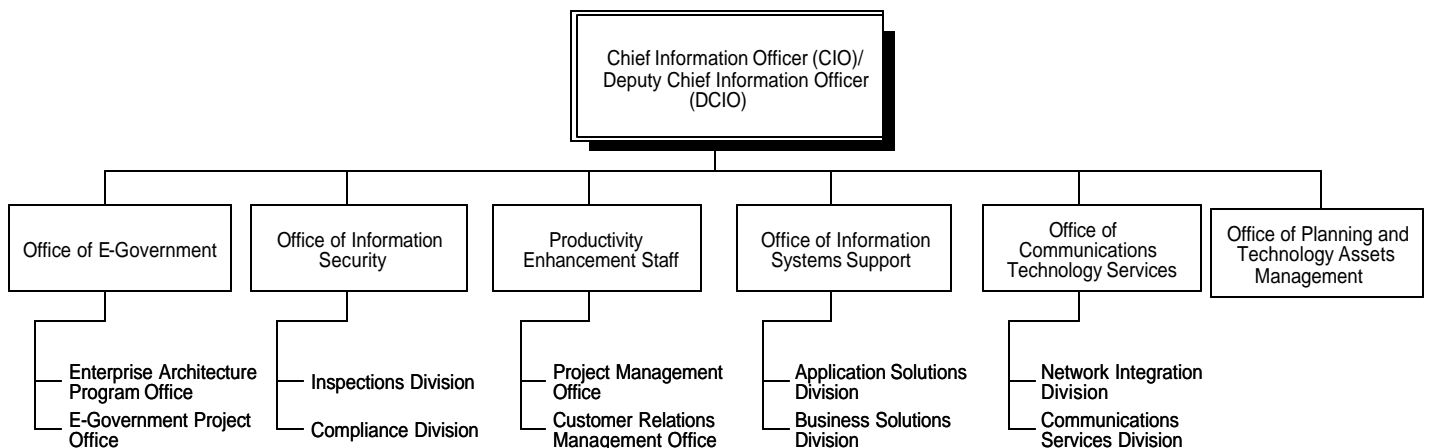 Chief Information Officer (CIO)/
Deputy Chief Information Officer
(DCIO)
Office of E-Government
Office of Information
Security
Productivity
Enhancement Staff
Office of Information
Systems Support
Office of
Communications
Technology Services
Office of Planning and
Technology Assets
Management
Enterprise Architecture
Program Office
E-Government Project
Office
Inspections Division
Compliance Division
Project Management
Office
Customer Relations
Management Office
Application Solutions
Division
Business Solutions
Division
Network Integration
Division
Communications
Services Division